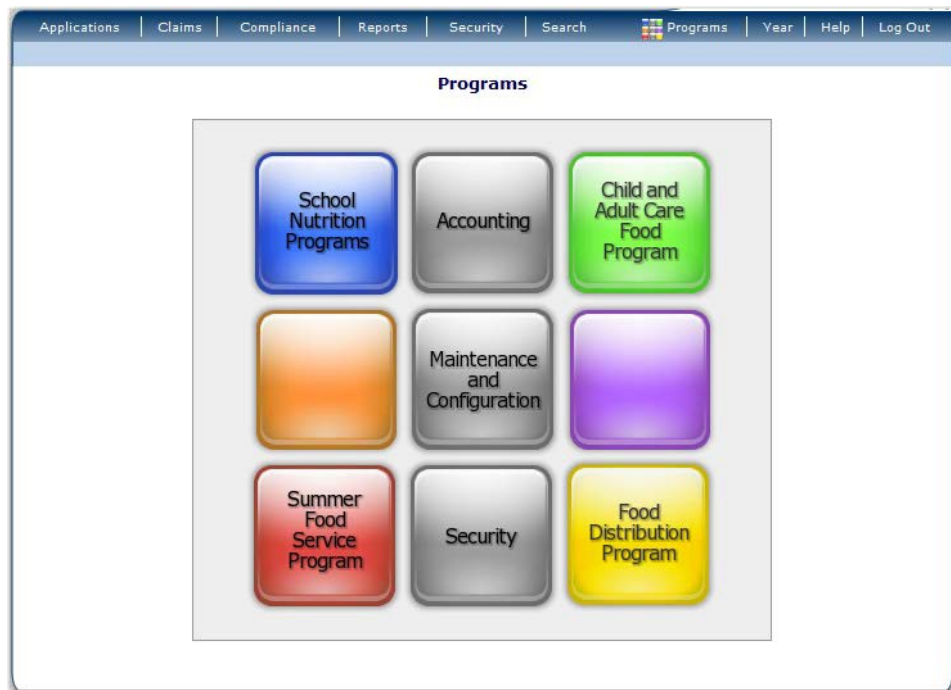 Applications Claims Compliance Reports Security Search Programs Year Help Log Out
Programs
School
Nutrition
Programs
Accounting
Child and
Adult Care
Food
Program
Maintenance
and
Configuration
Summer
Food
Service
Program
Security
Food
Distribution
Program